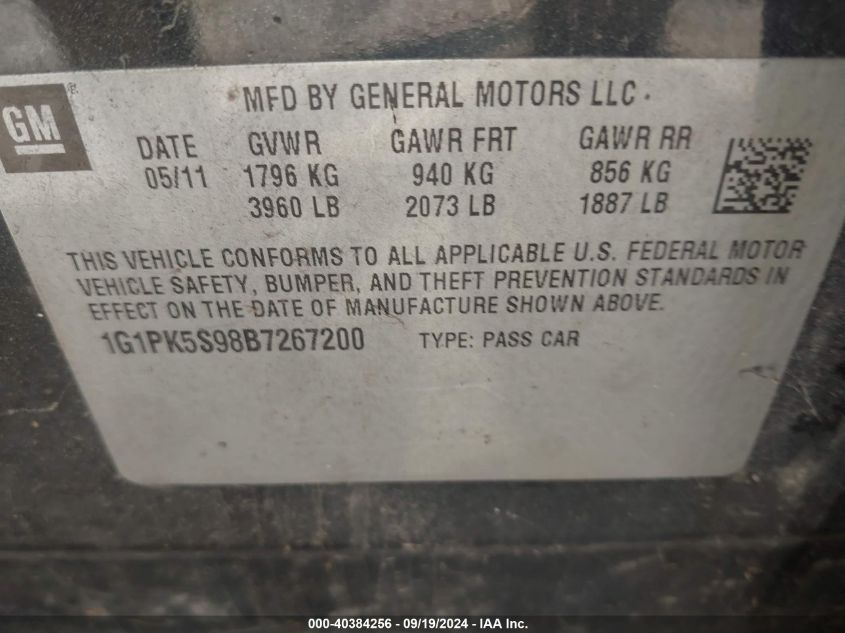 GM
MFD BY GENERAL MOTORS LLC
DATE GVWR GAWR FRT GAWR RR
05/11 1796 KG 940 KG 856 KG
3960 LB 2073 LB 1887 LB
THIS VEHICLE CONFORMS TO ALL APPLICABLE U.S. FEDERAL MOTOR
VEHICLE SAFETY, BUMPER, AND THEFT PREVENTION STANDARDS IN
EFFECT ON THE DATE OF MANUFACTURE SHOWN ABOVE.
1G1PK5S98B7267200 TYPE: PASS CAR
000-40384256 - 09/19/2024 - IAA Inc.